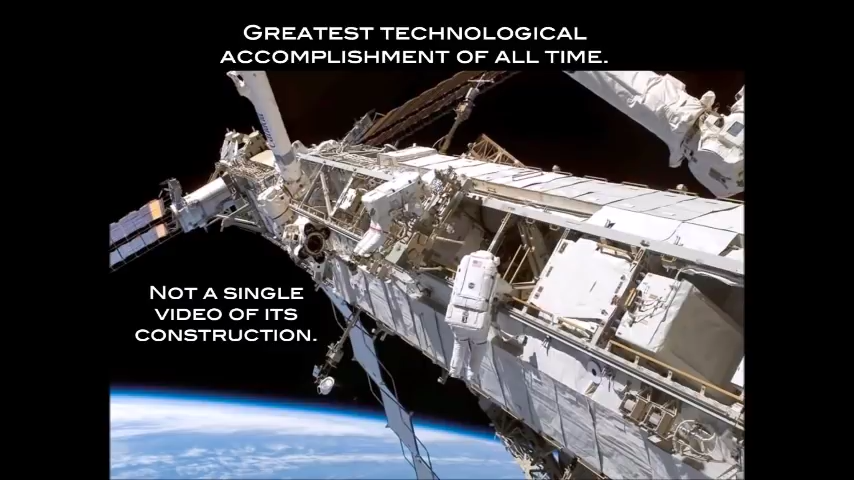 Greatest technological
accomplishment of all time.
Not a single
video of its
construction.